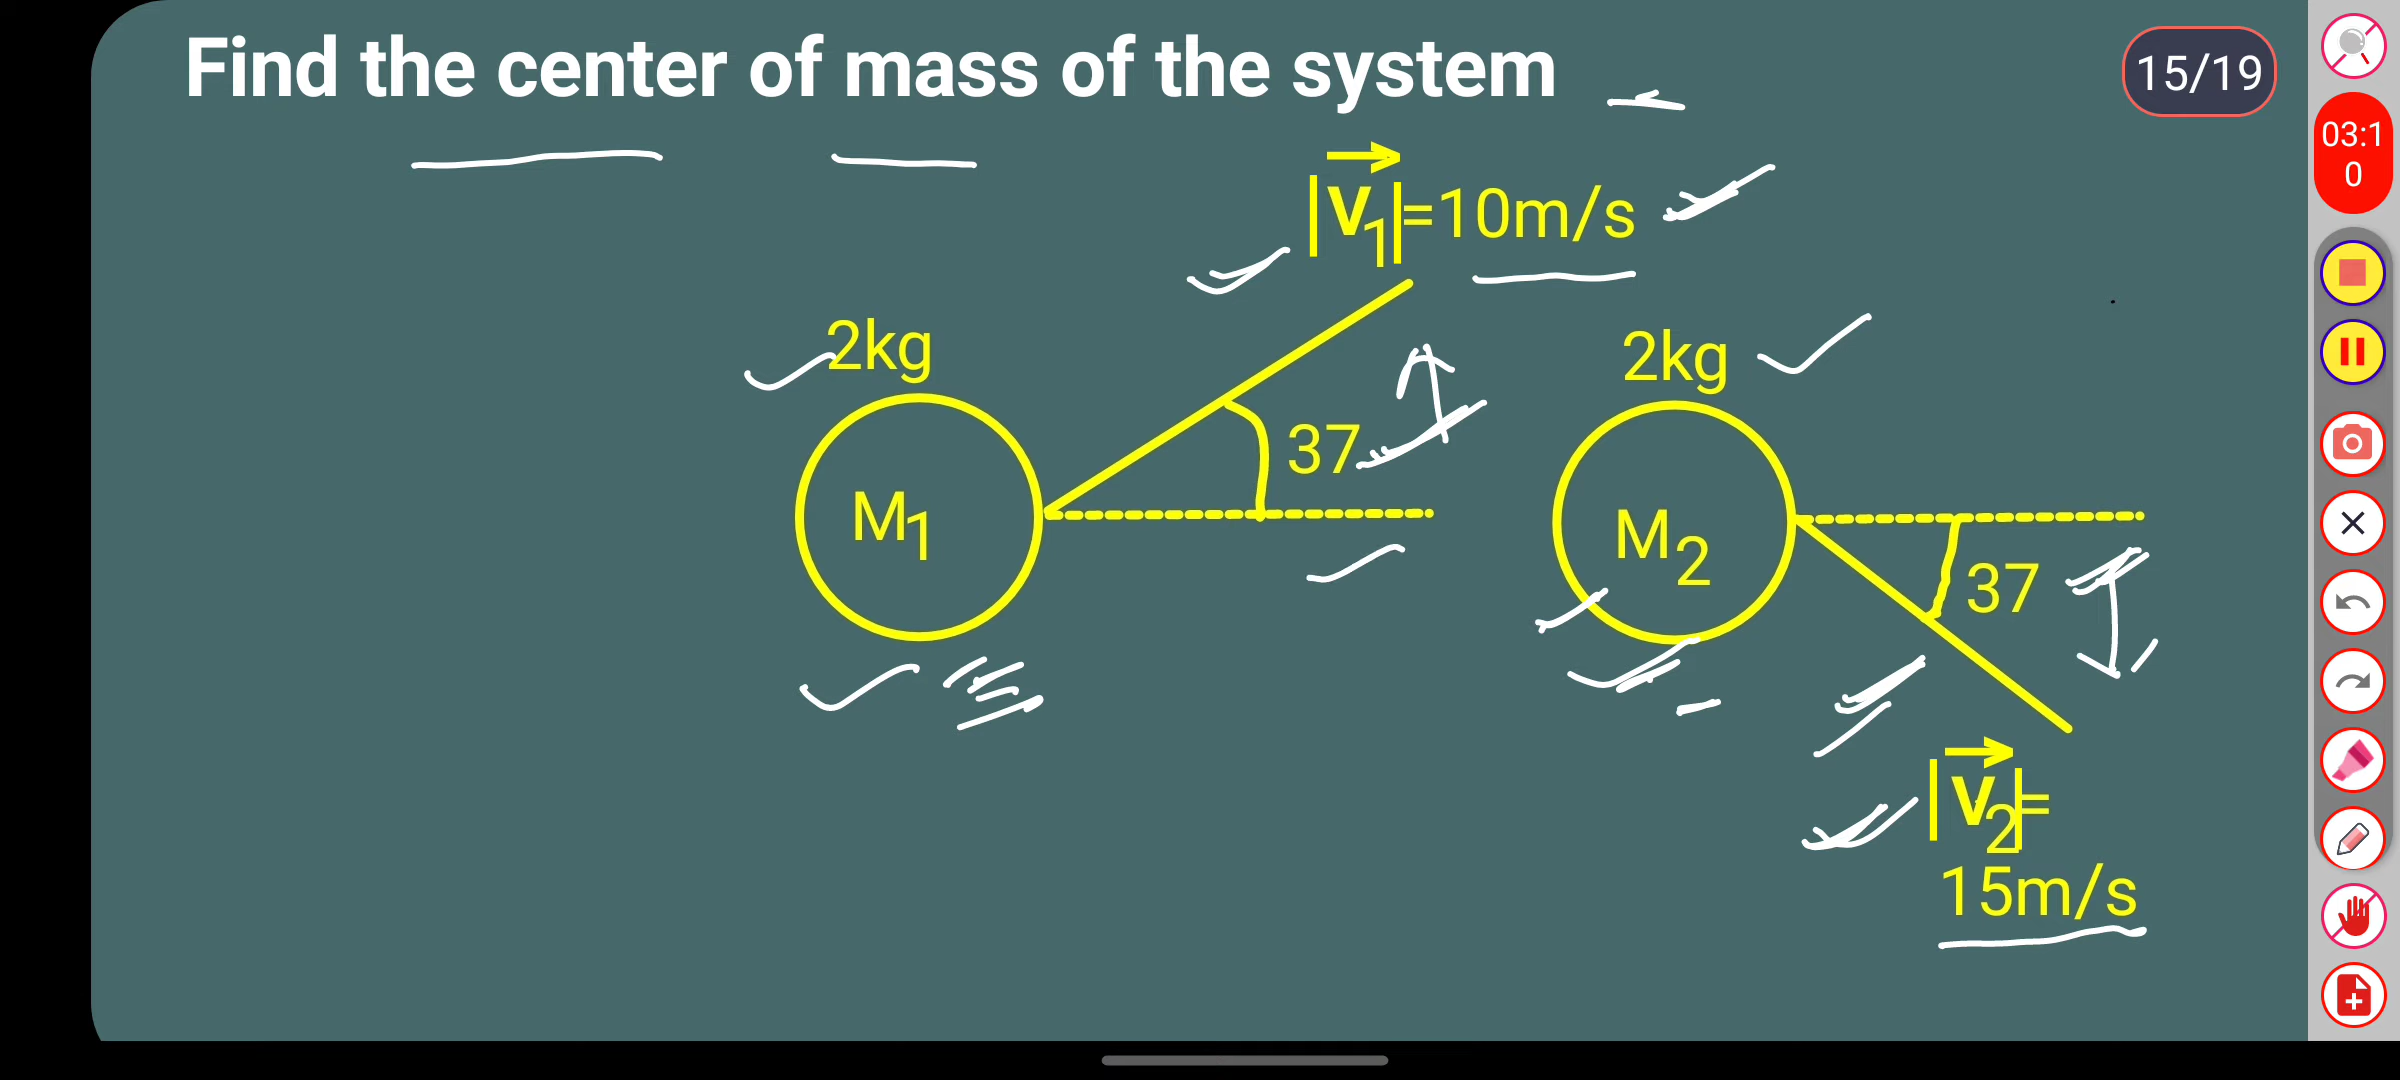 Find the center of mass of the system
15/19
03:1
0
|V1|=10m/s
2kg
2kg
37
M1
M2
37
|V2|=
15m/s